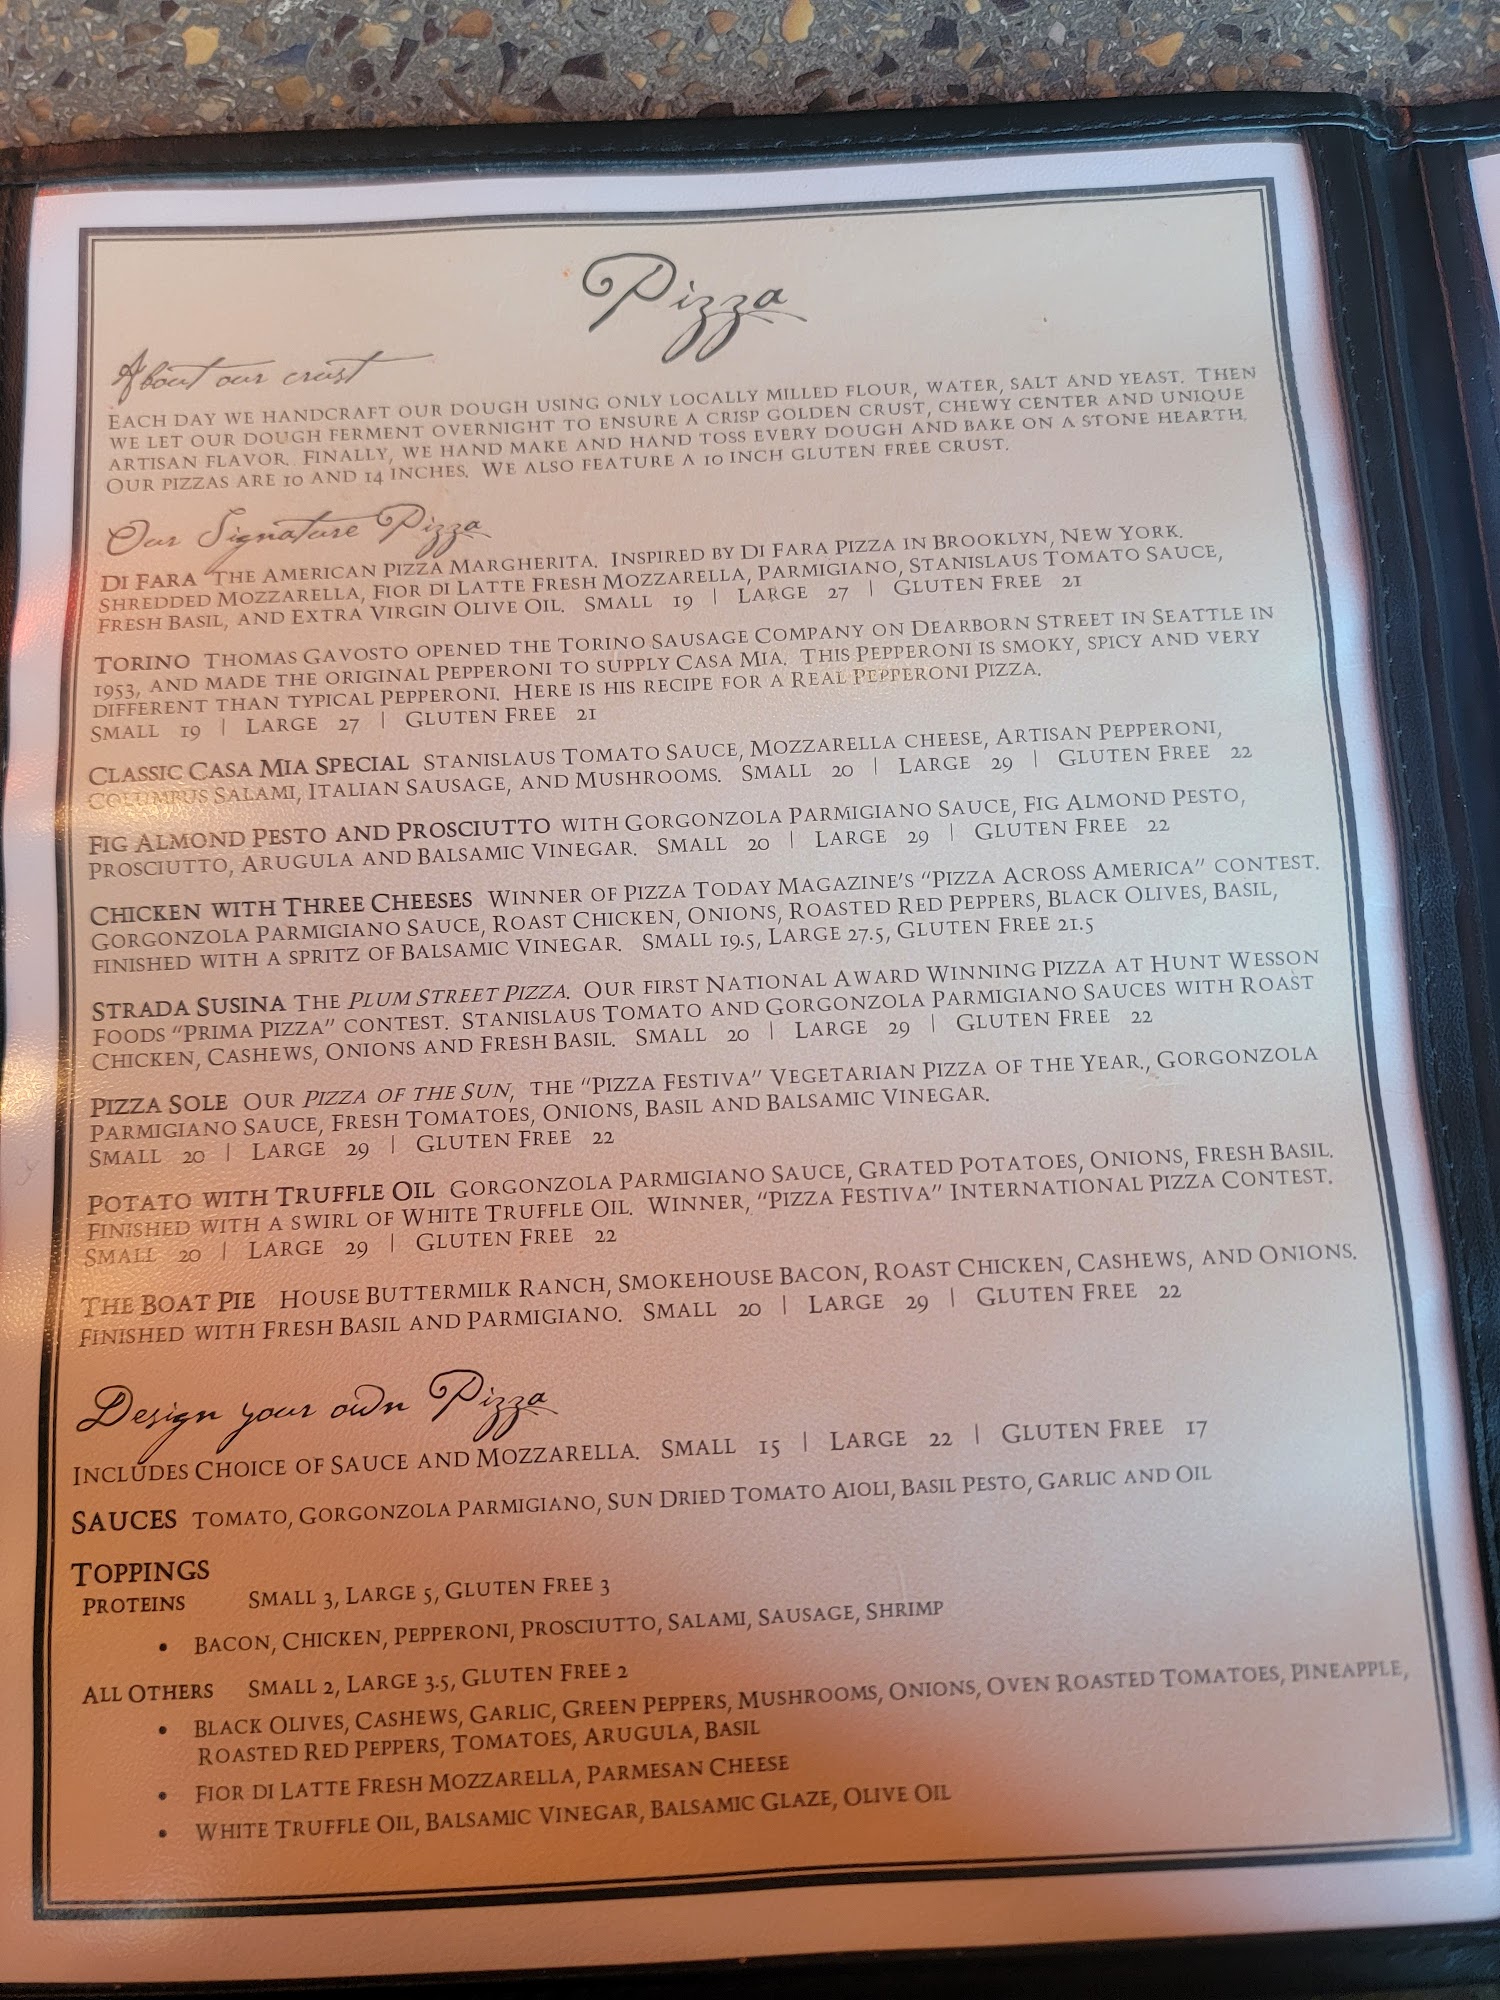 Pizza
About our crust
Each day we handcraft our dough using only locally milled flour, water, salt and yeast. Then
we let our dough ferment overnight to ensure a crisp golden crust, chewy center and unique
artisan flavor. Finally, we hand make and hand toss every dough and bake on a stone hearth.
Our pizzas are 10 and 14 inches. We also feature a 10 inch gluten free crust.
Our Signature Pizza
Di Fara The American Pizza Margherita. Inspired by Di Fara Pizza in Brooklyn, New York.
Shredded Mozzarella, Fior di Latte Fresh Mozzarella, Parmigiano, Stanislaus Tomato Sauce,
Fresh Basil, and Extra Virgin Olive Oil. Small 19 | Large 27 | Gluten Free 21
Torino Thomas Gavosto opened the Torino Sausage Company on Dearborn Street in Seattle in
1953, and made the original Pepperoni to supply Casa Mia. This Pepperoni is smoky, spicy and very
different than typical Pepperoni. Here is his recipe for a Real Pepperoni Pizza.
Small 19 | Large 27 | Gluten Free 21
Classic Casa Mia Special Stanislaus Tomato Sauce, Mozzarella cheese, Artisan Pepperoni,
Columbus Salami, Italian Sausage, and Mushrooms. Small 20 | Large 29 | Gluten Free 22
Fig Almond Pesto and Prosciutto with Gorgonzola Parmigiano Sauce, Fig Almond Pesto,
Prosciutto, Arugula and Balsamic Vinegar. Small 20 | Large 29 | Gluten Free 22
Chicken with Three Cheeses Winner of Pizza Today Magazine's "Pizza Across America" contest.
Gorgonzola Parmigiano Sauce, Roast Chicken, Onions, Roasted Red Peppers, Black Olives, Basil,
finished with a spritz of Balsamic Vinegar. Small 19.5, Large 27.5, Gluten Free 21.5
Strada Susina The Plum Street Pizza. Our first National Award Winning Pizza at Hunt Wesson
Foods "Prima Pizza" contest. Stanislaus Tomato and Gorgonzola Parmigiano Sauces with Roast
Chicken, Cashews, Onions and Fresh Basil. Small 20 | Large 29 | Gluten Free 22
Pizza Sole Our Pizza of the Sun, the "Pizza Festiva" Vegetarian Pizza of the Year., Gorgonzola
Parmigiano Sauce, Fresh Tomatoes, Onions, Basil and Balsamic Vinegar.
Small 20 | Large 29 | Gluten Free 22
Potato with Truffle Oil Gorgonzola Parmigiano Sauce, Grated Potatoes, Onions, Fresh Basil.
Finished with a swirl of White Truffle Oil. Winner, "Pizza Festiva" International Pizza Contest.
Small 20 | Large 29 | Gluten Free 22
The Boat Pie House Buttermilk Ranch, Smokehouse Bacon, Roast Chicken, Cashews, and Onions.
Finished with Fresh Basil and Parmigiano. Small 20 | Large 29 | Gluten Free 22
Design your own Pizza
Includes Choice of Sauce and Mozzarella. Small 15 | Large 22 | Gluten Free 17
Sauces Tomato, Gorgonzola Parmigiano, Sun Dried Tomato Aioli, Basil Pesto, Garlic and Oil
Toppings
Proteins Small 3, Large 5, Gluten Free 3
• Bacon, Chicken, Pepperoni, Prosciutto, Salami, Sausage, Shrimp
All Others Small 2, Large 3.5, Gluten Free 2
• Black Olives, Cashews, Garlic, Green Peppers, Mushrooms, Onions, Oven Roasted Tomatoes, Pineapple,
Roasted Red Peppers, Tomatoes, Arugula, Basil
• Fior di Latte Fresh Mozzarella, Parmesan Cheese
• White Truffle Oil, Balsamic Vinegar, Balsamic Glaze, Olive Oil